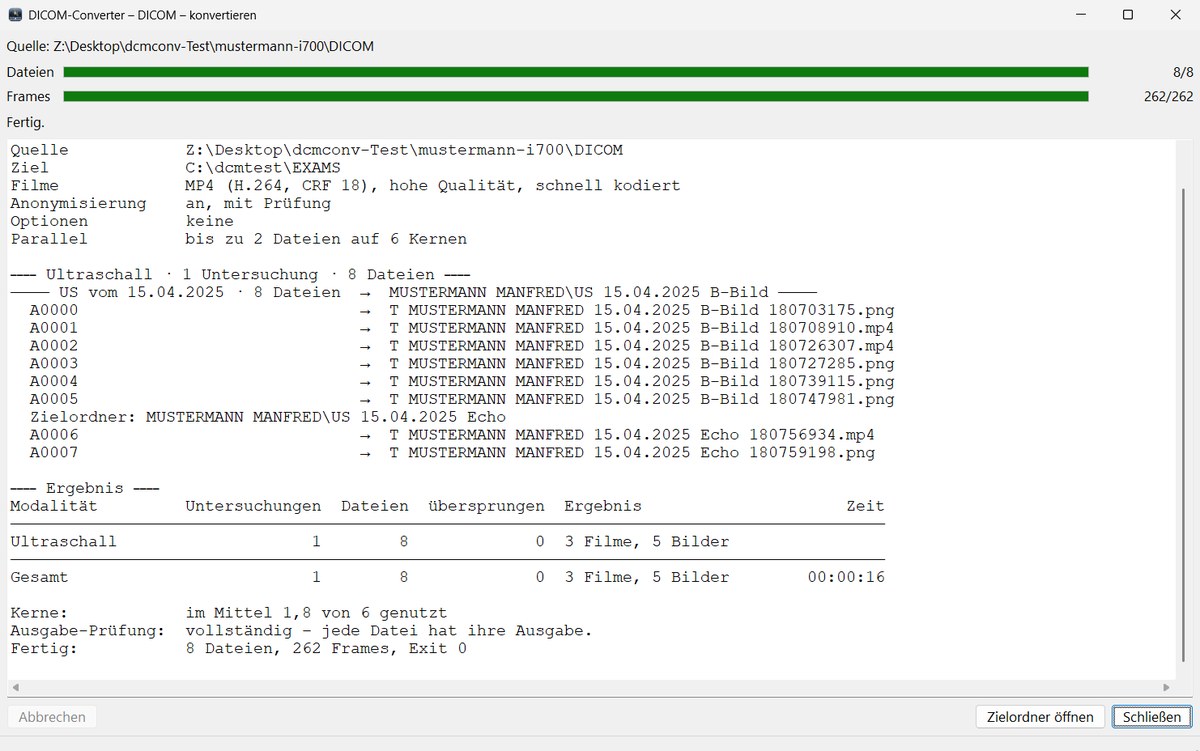 DICOM-Converter – DICOM – konvertieren
Quelle: Z:\Desktop\dcmconv-Test\mustermann-i700\DICOM
Dateien 8/8
Frames 262/262
Fertig.
Quelle Z:\Desktop\dcmconv-Test\mustermann-i700\DICOM
Ziel C:\dcmtest\EXAMS
Filme MP4 (H.264, CRF 18), hohe Qualität, schnell kodiert
Anonymisierung an, mit Prüfung
Optionen keine
Parallel bis zu 2 Dateien auf 6 Kernen
──── Ultraschall · 1 Untersuchung · 8 Dateien ────
───── US vom 15.04.2025 · 8 Dateien → MUSTERMANN MANFRED\US 15.04.2025 B-Bild ─────
A0000 → T MUSTERMANN MANFRED 15.04.2025 B-Bild 180703175.png
A0001 → T MUSTERMANN MANFRED 15.04.2025 B-Bild 180708910.mp4
A0002 → T MUSTERMANN MANFRED 15.04.2025 B-Bild 180726307.mp4
A0003 → T MUSTERMANN MANFRED 15.04.2025 B-Bild 180727285.png
A0004 → T MUSTERMANN MANFRED 15.04.2025 B-Bild 180739115.png
A0005 → T MUSTERMANN MANFRED 15.04.2025 B-Bild 180747981.png
Zielordner: MUSTERMANN MANFRED\US 15.04.2025 Echo
A0006 → T MUSTERMANN MANFRED 15.04.2025 Echo 180756934.mp4
A0007 → T MUSTERMANN MANFRED 15.04.2025 Echo 180759198.png
──── Ergebnis ────
Modalität Untersuchungen Dateien übersprungen Ergebnis Zeit
Ultraschall 1 8 0 3 Filme, 5 Bilder
Gesamt 1 8 0 3 Filme, 5 Bilder 00:00:16
Kerne: im Mittel 1,8 von 6 genutzt
Ausgabe-Prüfung: vollständig – jede Datei hat ihre Ausgabe.
Fertig: 8 Dateien, 262 Frames, Exit 0
Abbrechen Zielordner öffnen Schließen